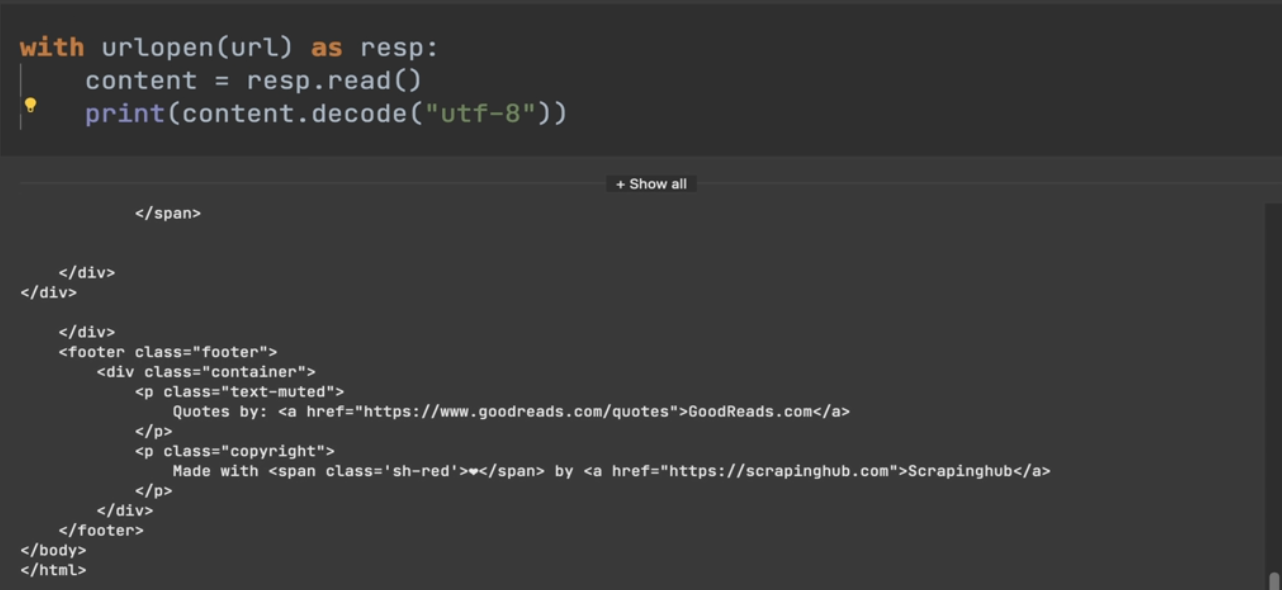 with urlopen(url) as resp:
    content = resp.read()
    print(content.decode("utf-8"))
+ Show all
            </span>
    </div>
</div>
    </div>
    <footer class="footer">
        <div class="container">
            <p class="text-muted">
                Quotes by: <a href="https://www.goodreads.com/quotes">GoodReads.com</a>
            </p>
            <p class="copyright">
                Made with <span class='sh-red'>❤</span> by <a href="https://scrapinghub.com">Scrapinghub</a>
            </p>
        </div>
    </footer>
</body>
</html>